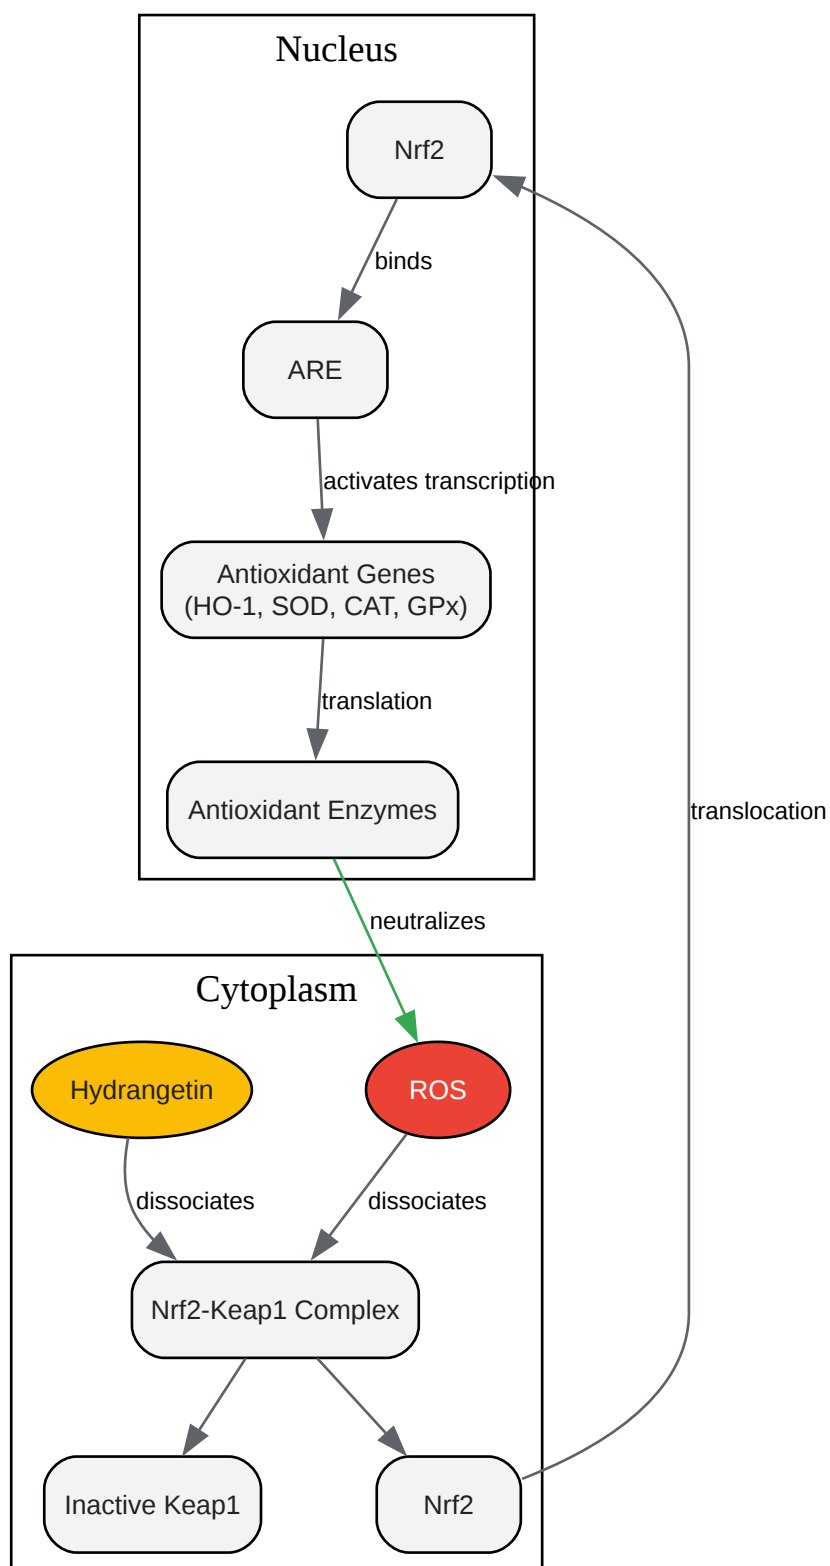 Nucleus
Nrf2
binds
ARE
activates transcription
Antioxidant Genes
(HO-1, SOD, CAT, GPx)
translation
Antioxidant Enzymes
translocation
neutralizes
Cytoplasm
Hydrangetin
ROS
dissociates
dissociates
Nrf2-Keap1 Complex
Inactive Keap1
Nrf2